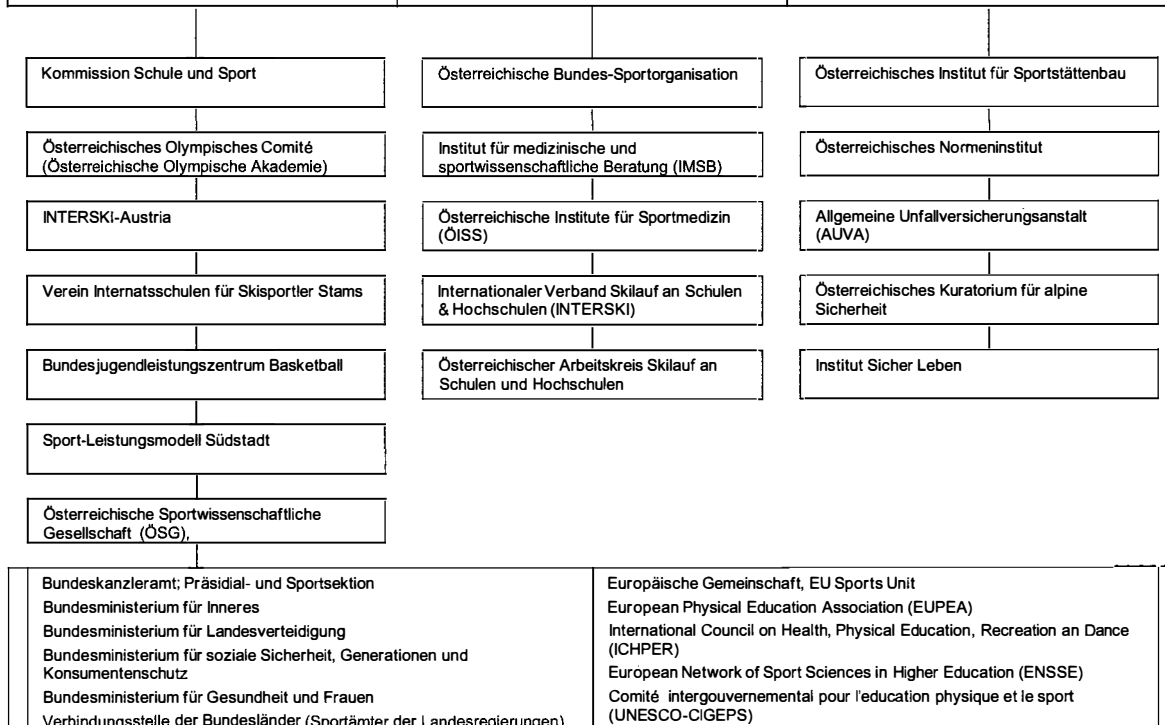 Kommission Schule und Sport
Österreichisches Olympisches Comité
(Österreichische Olympische Akademie)
INTERSKI-Austria
Verein Internatsschulen für Skisportler Stams
Bundesjugendleistungszentrum Basketball
Sport-Leistungsmodell Südstadt
Österreichische Sportwissenschaftliche
Gesellschaft (ÖSG),
Österreichische Bundes-Sportorganisation
Institut für medizinische und
sportwissenschaftliche Beratung (IMSB)
Österreichische Institute für Sportmedizin
(ÖISS)
Internationaler Verband Skilauf an Schulen
& Hochschulen (INTERSKI)
Österreichischer Arbeitskreis Skilauf an
Schulen und Hochschulen
Österreichisches Institut für Sportstättenbau
Österreichisches Normeninstitut
Allgemeine Unfallversicherungsanstalt
(AUVA)
Österreichisches Kuratorium für alpine
Sicherheit
Institut Sicher Leben
Bundeskanzleramt; Präsidial- und Sportsektion
Bundesministerium für Inneres
Bundesministerium für Landesverteidigung
Bundesministerium für soziale Sicherheit, Generationen und
Konsumentenschutz
Bundesministerium für Gesundheit und Frauen
Verbindungsstelle der Bundesländer (Sportämter der Landesregierungen)
Europäische Gemeinschaft, EU Sports Unit
European Physical Education Association (EUPEA)
International Council on Health, Physical Education, Recreation an Dance
(ICHPER)
European Network of Sport Sciences in Higher Education (ENSSE)
Comité intergouvernemental pour l'education physique et le sport
(UNESCO-CIGEPS)